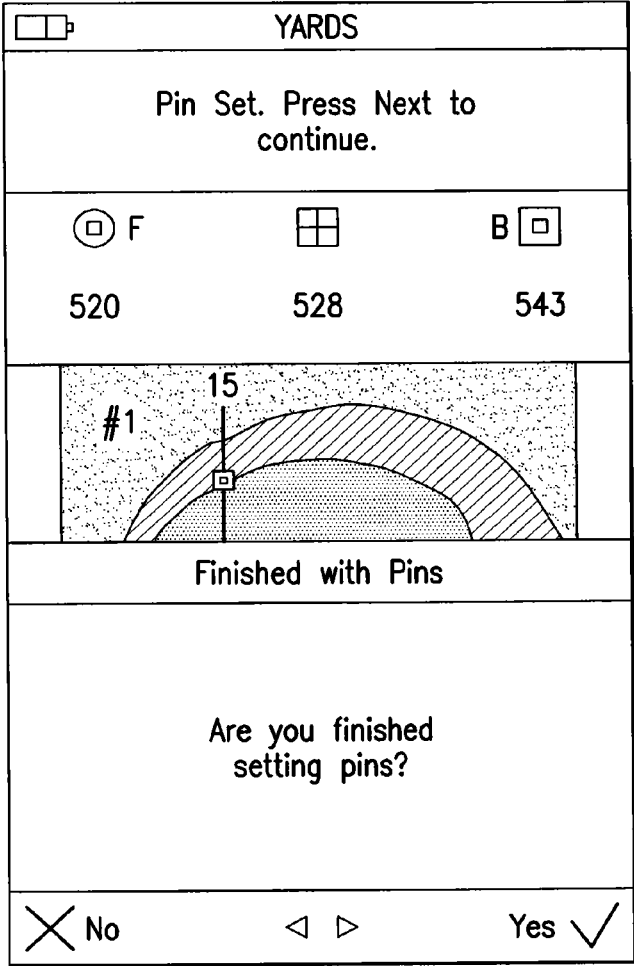 YARDS
Pin Set. Press Next to
continue.
F B
520 528 543
15
#1
Finished with Pins
Are you finished
setting pins?
No Yes